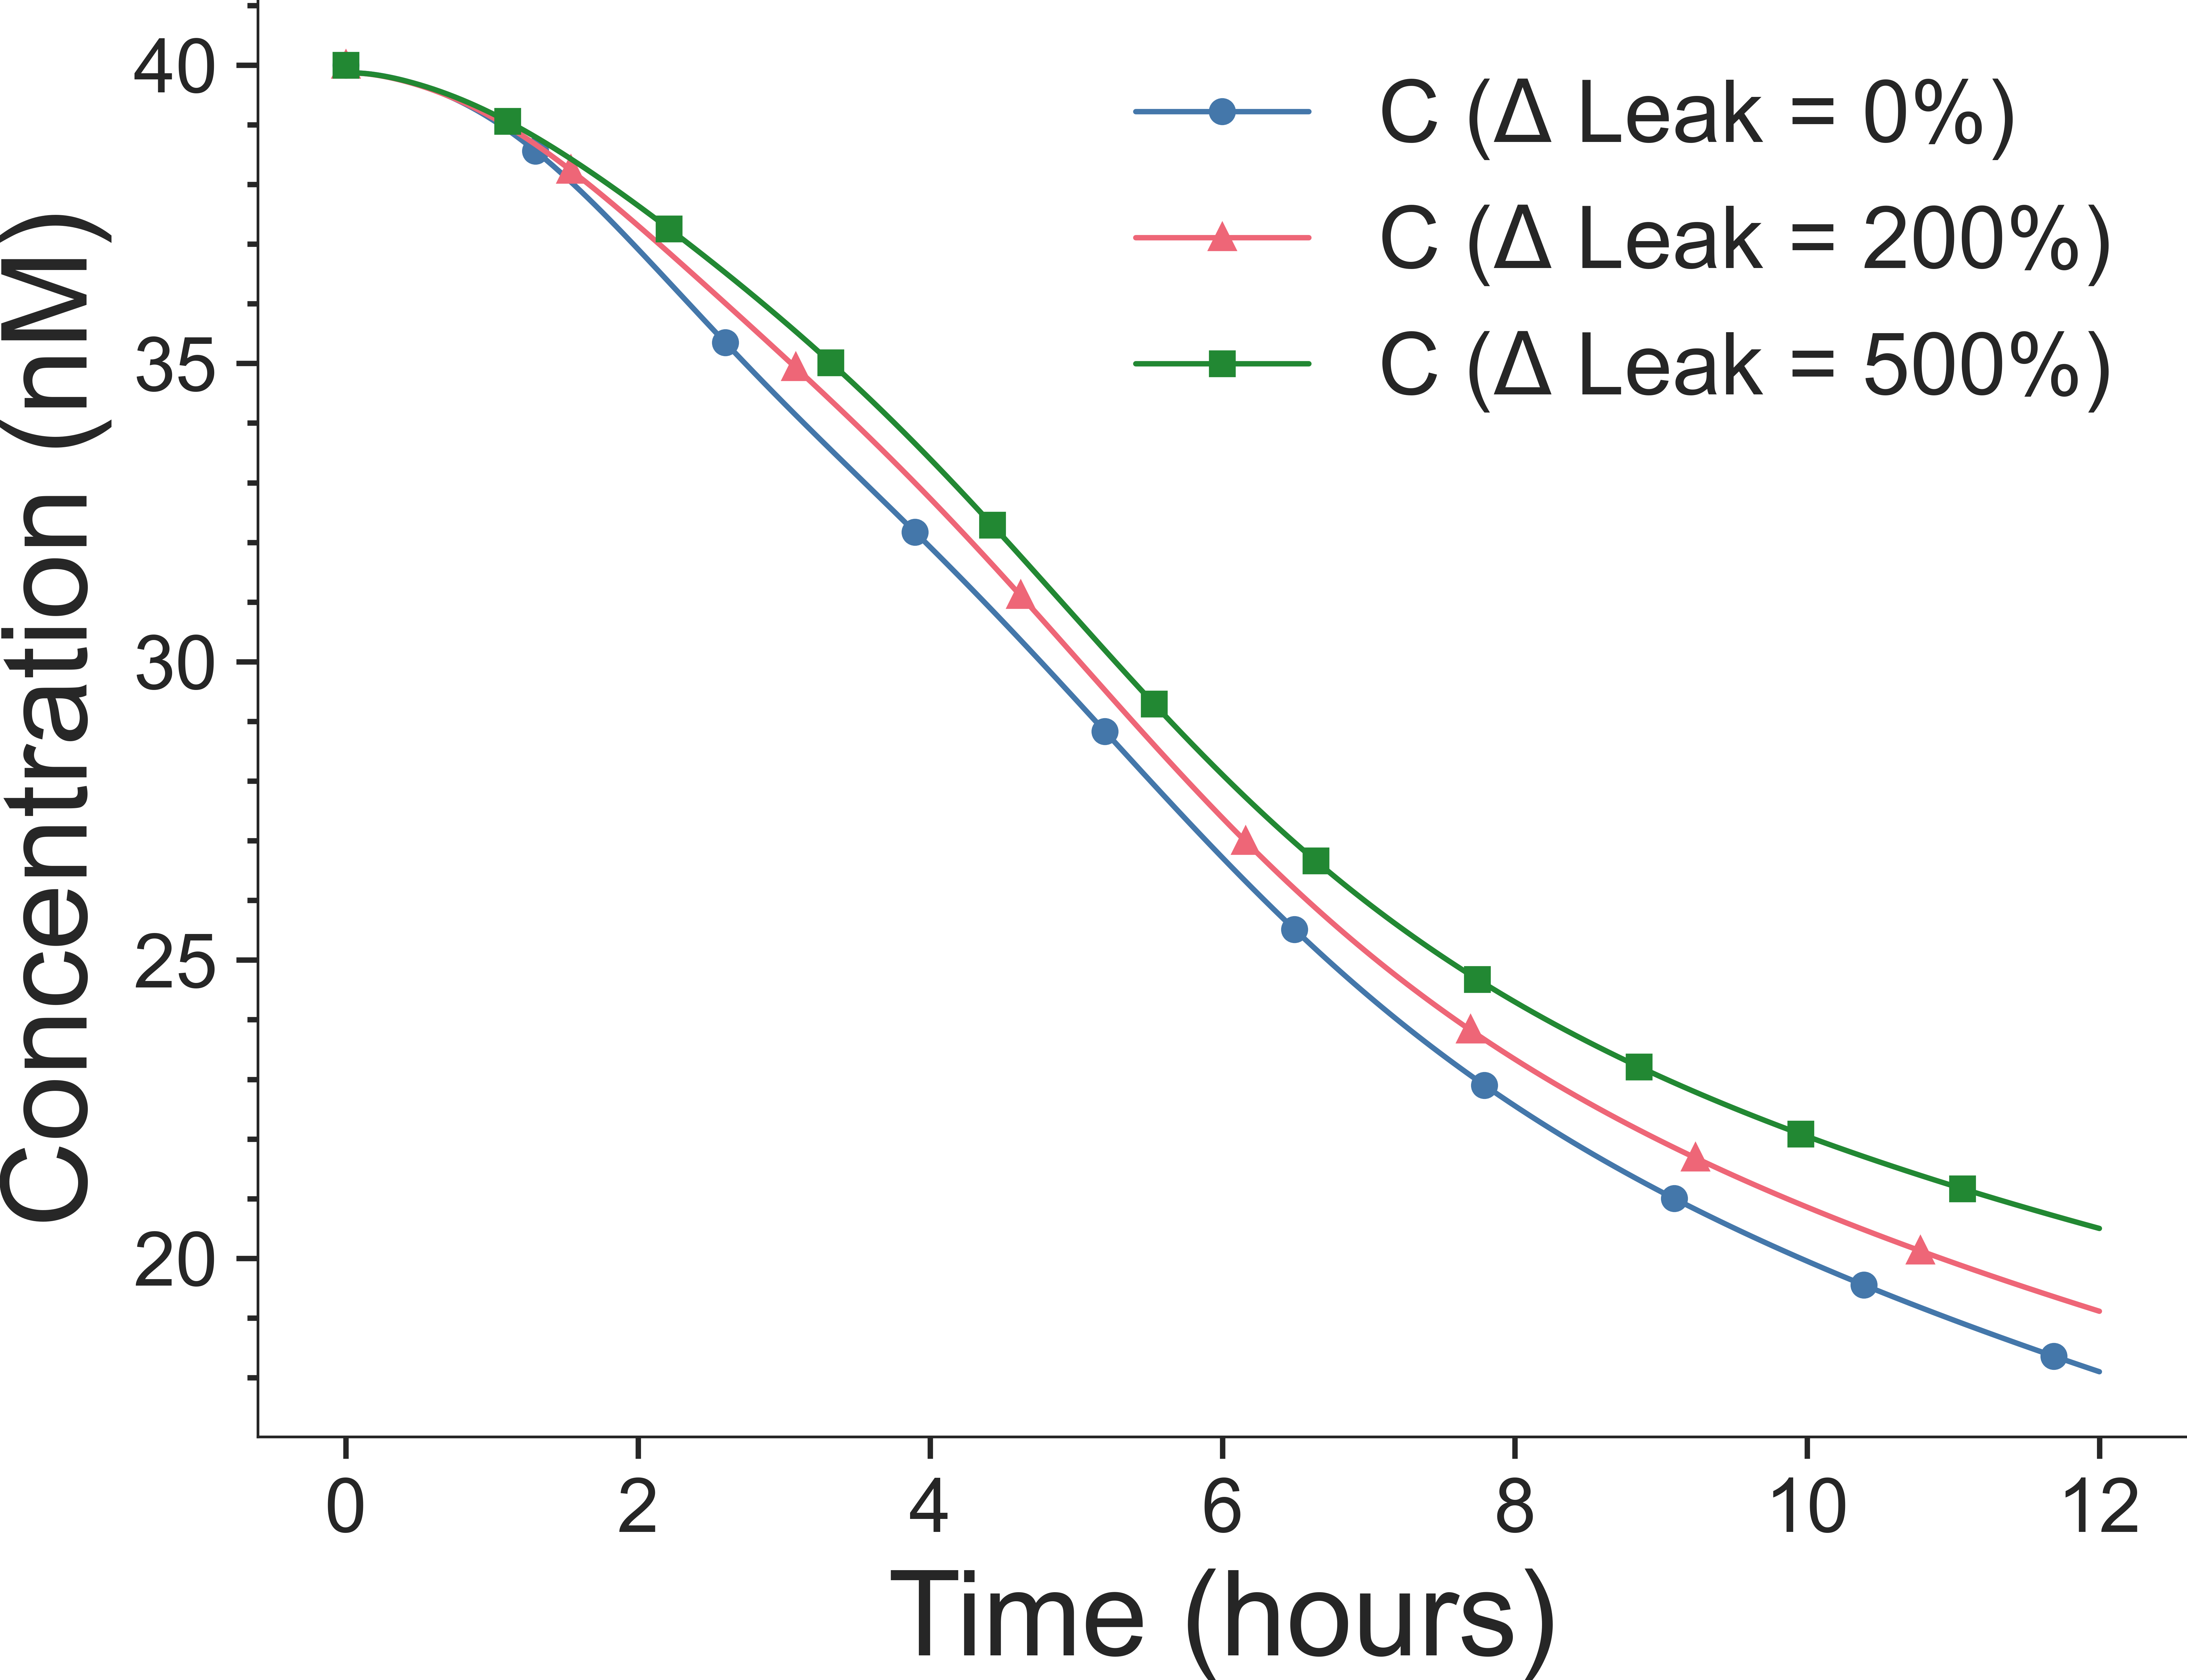 Concentration (nM)
40
35
30
25
20
C (Δ Leak = 0%)
C (Δ Leak = 200%)
C (Δ Leak = 500%)
0 2 4 6 8 10 12
Time (hours)